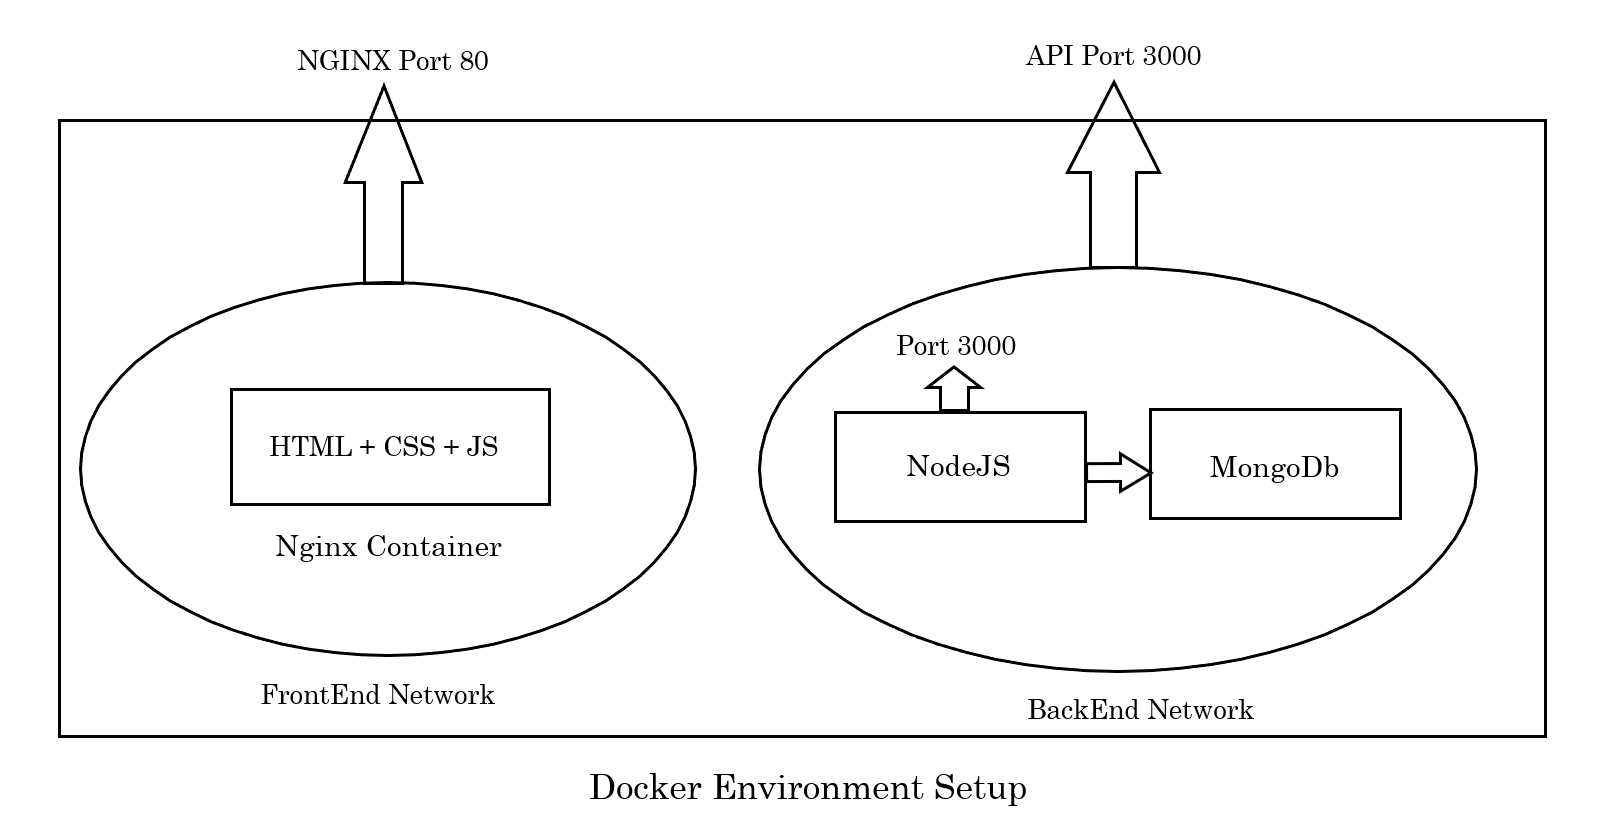 NGINX Port 80
API Port 3000
Port 3000
HTML + CSS + JS
NodeJS
MongoDb
Nginx Container
FrontEnd Network
BackEnd Network
Docker Environment Setup